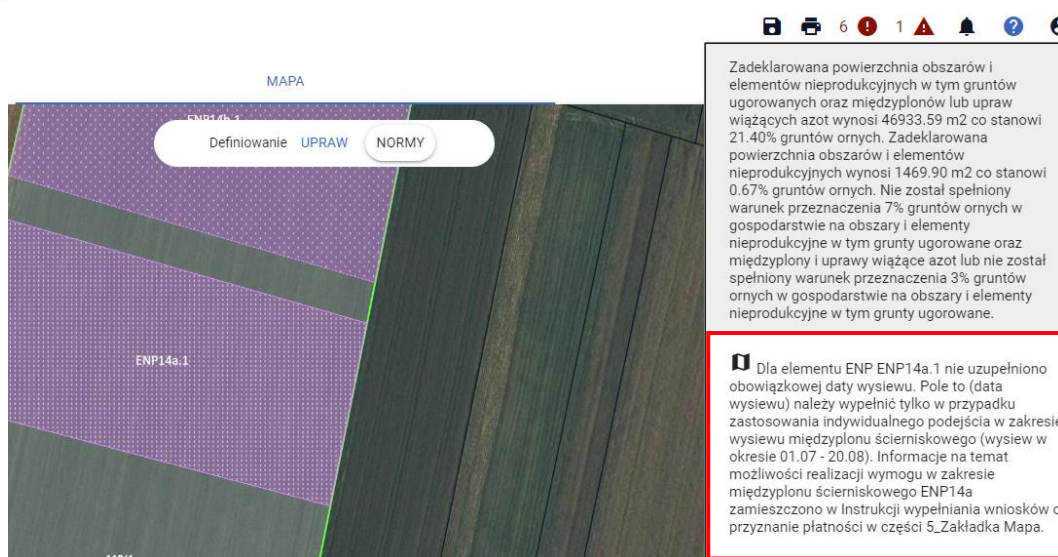 6 1
MAPA
ENP14b.1
Definiowanie UPRAW NORMY
ENP14a.1
Zadeklarowana powierzchnia obszarów i
elementów nieprodukcyjnych w tym gruntów
ugorowanych oraz międzyplonów lub upraw
wiążących azot wynosi 46933.59 m2 co stanowi
21.40% gruntów ornych. Zadeklarowana
powierzchnia obszarów i elementów
nieprodukcyjnych wynosi 1469.90 m2 co stanowi
0.67% gruntów ornych. Nie został spełniony
warunek przeznaczenia 7% gruntów ornych w
gospodarstwie na obszary i elementy
nieprodukcyjne w tym grunty ugorowane oraz
międzyplony i uprawy wiążące azot lub nie został
spełniony warunek przeznaczenia 3% gruntów
ornych w gospodarstwie na obszary i elementy
nieprodukcyjne w tym grunty ugorowane.
Dla elementu ENP ENP14a.1 nie uzupełniono
obowiązkowej daty wysiewu. Pole to (data
wysiewu) należy wypełnić tylko w przypadku
zastosowania indywidualnego podejścia w zakresie
wysiewu międzyplonu ścierniskowego (wysiew w
okresie 01.07 - 20.08). Informacje na temat
możliwości realizacji wymogu w zakresie
międzyplonu ścierniskowego ENP14a
zamieszczono w Instrukcji wypełniania wniosków o
przyznanie płatności w części 5_Zakładka Mapa.